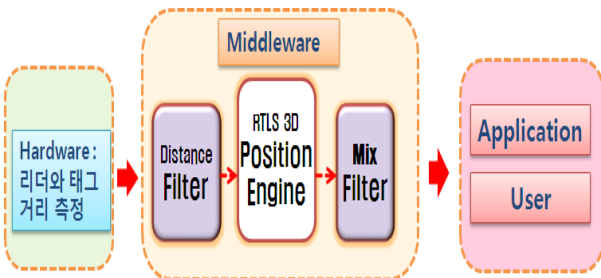 Middleware
Hardware :
리더와 태그
거리 측정
Distance
Filter
RTLS 3D
Position
Engine
Mix
Filter
Application
User